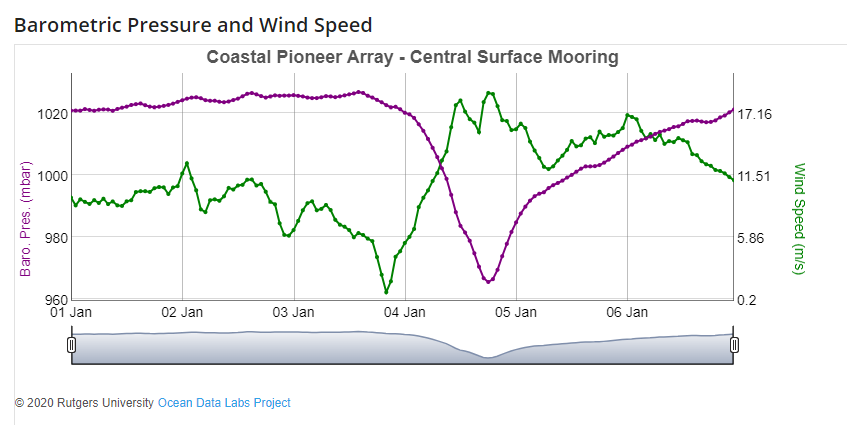 Barometric Pressure and Wind Speed
Coastal Pioneer Array - Central Surface Mooring
Baro. Pres. (mbar)
1020
1000
980
960
17.16
11.51
5.86
0.2
Wind Speed (m/s)
01 Jan 02 Jan 03 Jan 04 Jan 05 Jan 06 Jan
© 2020 Rutgers University Ocean Data Labs Project